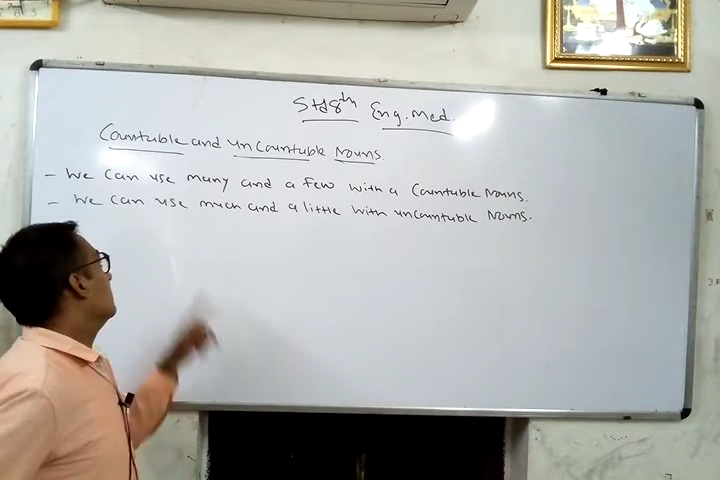 Std 8th Eng. Med.
Countable and Uncountable Nouns.
- We can use many and a few with a Countable Nouns.
- We can use much and a little with uncountable Nouns.